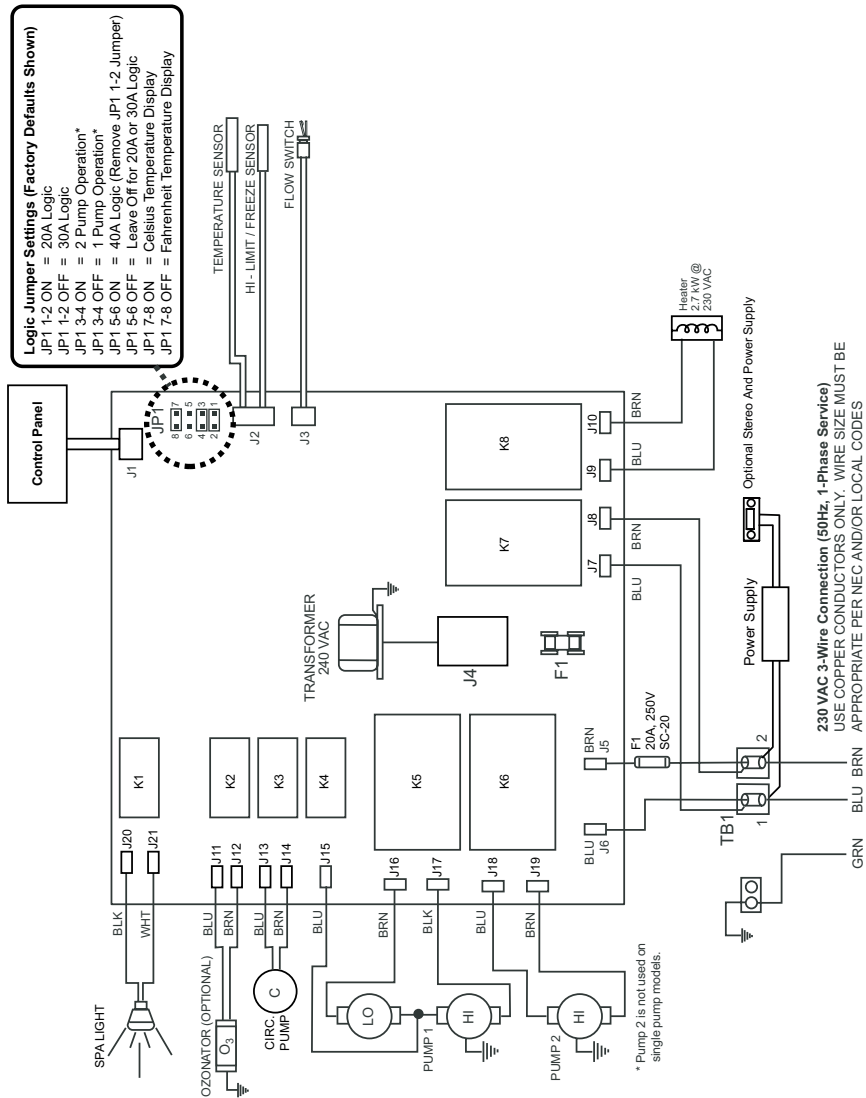 Control Panel
Logic Jumper Settings (Factory Defaults Shown)
JP1 1-2 ON = 20A Logic
JP1 1-2 OFF = 30A Logic
JP1 3-4 ON = 2 Pump Operation*
JP1 3-4 OFF = 1 Pump Operation*
JP1 5-6 ON = 40A Logic (Remove JP1 1-2 Jumper)
JP1 5-6 OFF = Leave Off for 20A or 30A Logic
JP1 7-8 ON = Celsius Temperature Display
JP1 7-8 OFF = Fahrenheit Temperature Display
SPA LIGHT
BLK
WHT
J20
J21
K1
J1
JP1
8 7
6 5
4 3
2 1
J2
TEMPERATURE SENSOR
HI - LIMIT / FREEZE SENSOR
J3
FLOW SWITCH
OZONATOR (OPTIONAL)
O3
BLU
BRN
J11
J12
K2
CIRC.
PUMP
C
BLU
BRN
J13
J14
K3
BLU
J15
K4
TRANSFORMER
240 VAC
J4
F1
LO
PUMP 1
HI
BRN
J16
BLK
J17
K5
PUMP 2
HI
BLU
J18
BRN
J19
K6
K7
K8
* Pump 2 is not used on
single pump models.
BLU
J6
BRN
J5
F1
20A, 250V
SC-20
J7
J8
BLU
BRN
J9
J10
BLU
BRN
Heater
2.7 kW @
230 VAC
TB1
1
2
Power Supply
Optional Stereo And Power Supply
GRN
BLU
BRN
230 VAC 3-Wire Connection (50Hz, 1-Phase Service)
USE COPPER CONDUCTORS ONLY. WIRE SIZE MUST BE
APPROPRIATE PER NEC AND/OR LOCAL CODES